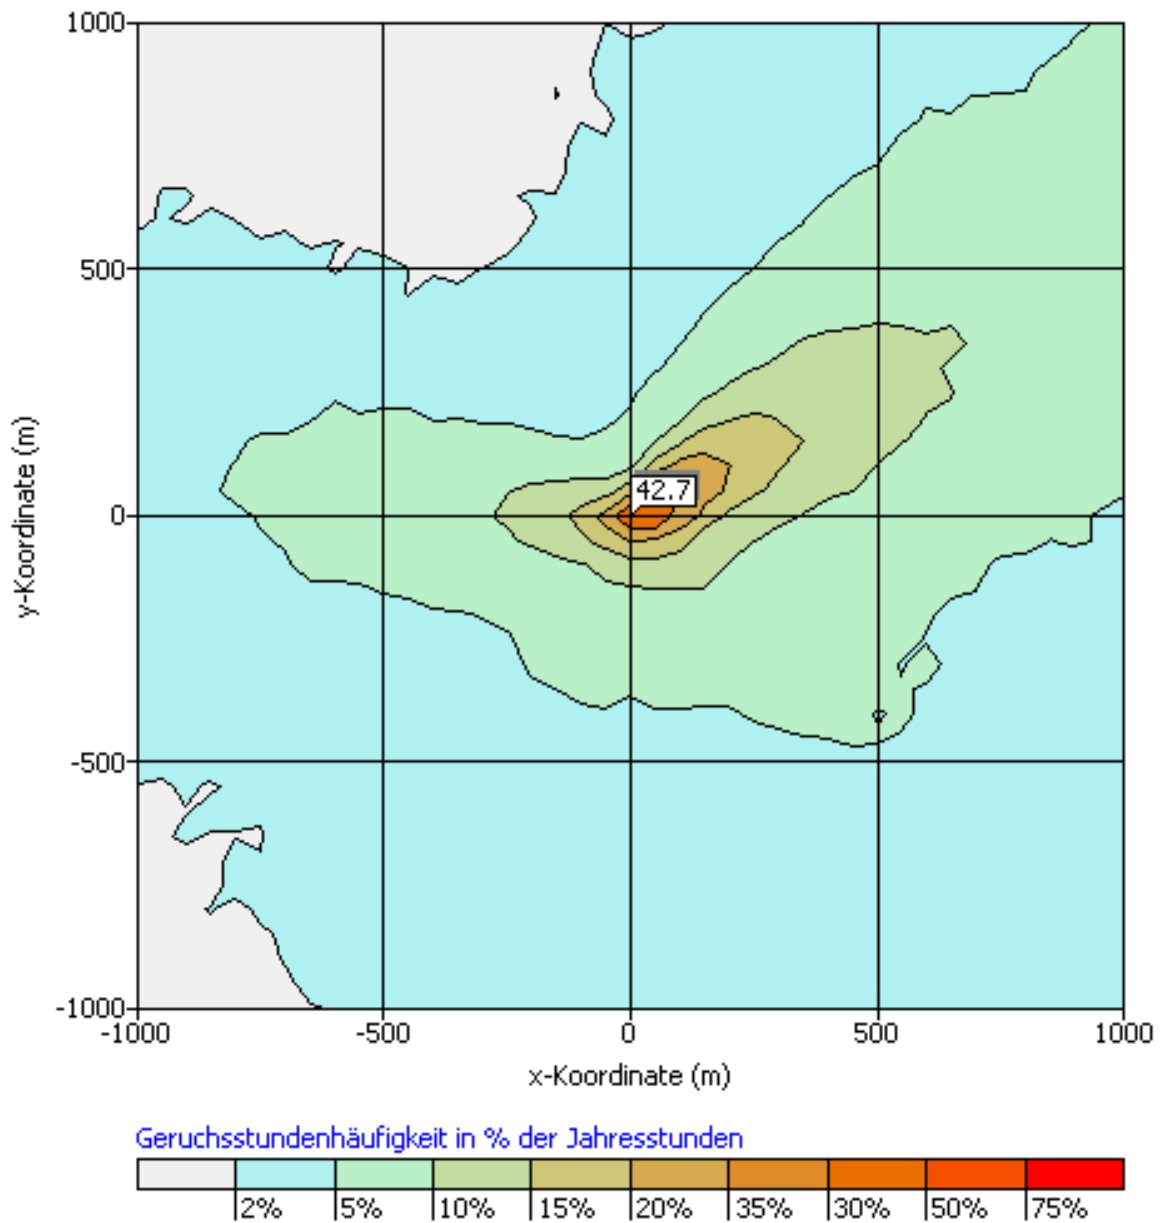 1000
500
0
-500
-1000
y-Koordinate (m)
42.7
-1000 -500 0 500 1000
x-Koordinate (m)
Geruchsstundenhäufigkeit in % der Jahresstunden
2% 5% 10% 15% 20% 35% 30% 50% 75%